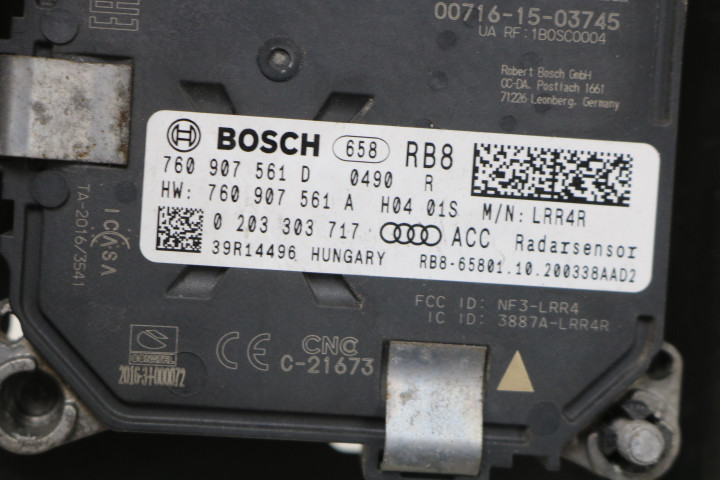 00716-15-03745
UA RF: 1BOSC0004
Robert Bosch GmbH
CC-DA, Postfach 1661
71226 Leonberg, Germany
BOSCH 658 RB8
760 907 561 D 0490 R
HW: 760 907 561 A H04 01S M/N: LRR4R
0 203 303 717 ACC Radarsensor
39R14496 HUNGARY RB8-65801.10.200338AAD2
ICASA
TA-2016/3541
FCC ID: NF3-LRR4
IC ID: 3887A-LRR4R
2016-3-I-000072
CE
CNC
C-21673